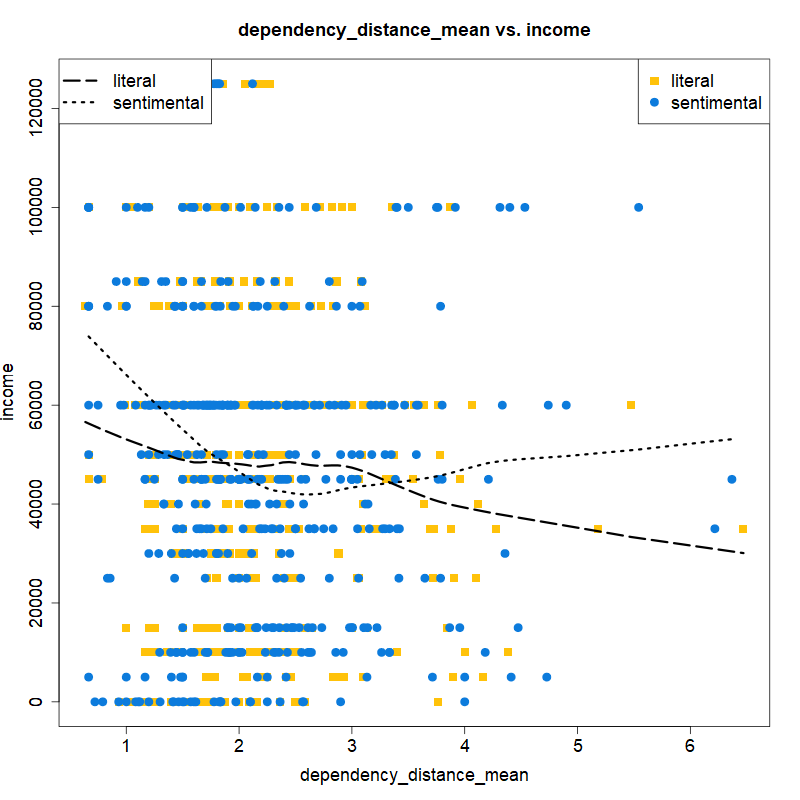 dependency_distance_mean vs. income
literal
sentimental
literal
sentimental
income
120000
100000
80000
60000
40000
20000
0
1 2 3 4 5 6
dependency_distance_mean